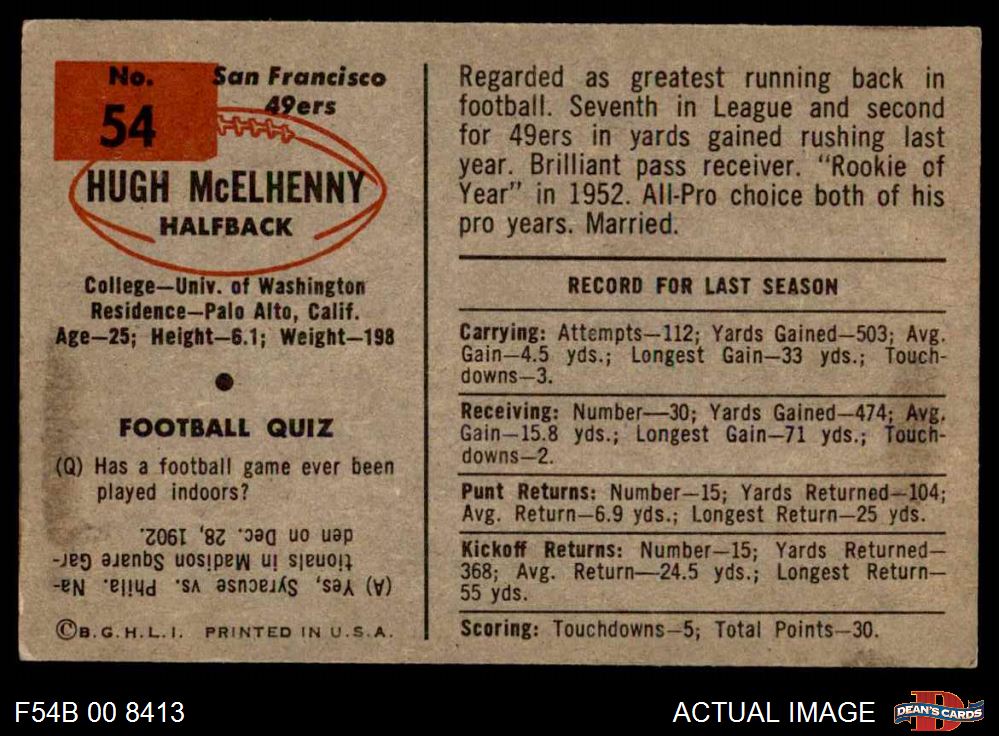 No. San Francisco
54 49ers
HUGH McELHENNY
HALFBACK
College—Univ. of Washington
Residence—Palo Alto, Calif.
Age—25; Height—6.1; Weight—198
FOOTBALL QUIZ
(Q) Has a football game ever been
played indoors?
(A) Yes, Syracuse vs. Phila. Na-
tionals in Madison Square Gar-
den on Dec. 28, 1902.
©B.G.H.L.I. PRINTED IN U.S.A.
Regarded as greatest running back in
football. Seventh in League and second
for 49ers in yards gained rushing last
year. Brilliant pass receiver. "Rookie of
Year" in 1952. All-Pro choice both of his
pro years. Married.
RECORD FOR LAST SEASON
Carrying: Attempts—112; Yards Gained—503; Avg.
Gain—4.5 yds.; Longest Gain—33 yds.; Touch-
downs—3.
Receiving: Number—30; Yards Gained—474; Avg.
Gain—15.8 yds.; Longest Gain—71 yds.; Touch-
downs—2.
Punt Returns: Number—15; Yards Returned—104;
Avg. Return—6.9 yds.; Longest Return—25 yds.
Kickoff Returns: Number—15; Yards Returned—
368; Avg. Return—24.5 yds.; Longest Return—
55 yds.
Scoring: Touchdowns—5; Total Points—30.
F54B 00 8413 ACTUAL IMAGE D DEAN'S CARDS